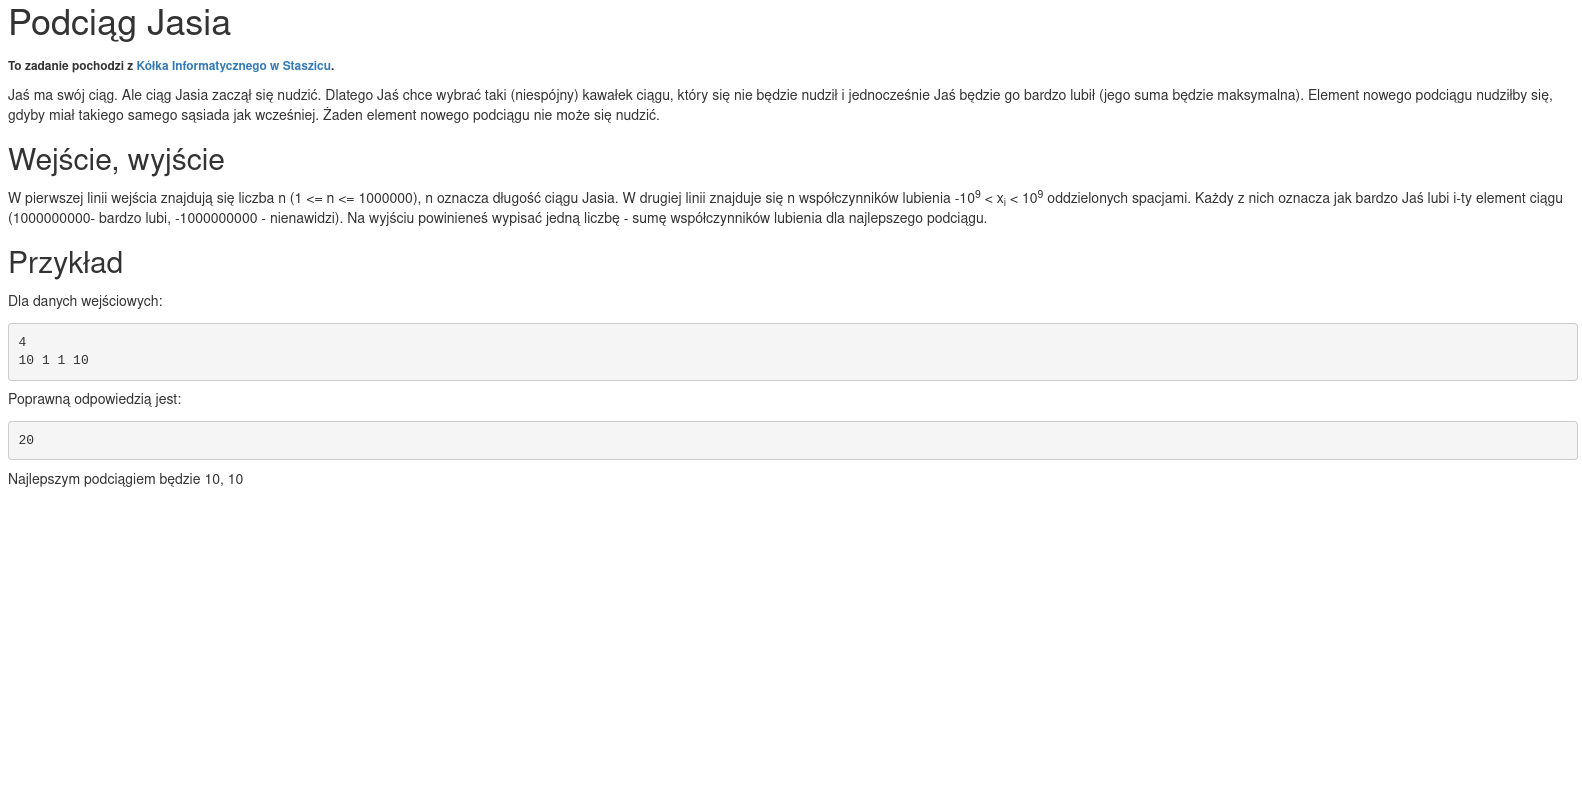 Podciąg Jasia
To zadanie pochodzi z Kółka Informatycznego w Staszicu.
Jaś ma swój ciąg. Ale ciąg Jasia zaczął się nudzić. Dlatego Jaś chce wybrać taki (niespójny) kawałek ciągu, który się nie będzie nudził i jednocześnie Jaś będzie go bardzo lubił (jego suma będzie maksymalna). Element nowego podciągu nudziłby się,
gdyby miał takiego samego sąsiada jak wcześniej. Żaden element nowego podciągu nie może się nudzić.
Wejście, wyjście
W pierwszej linii wejścia znajdują się liczba n (1 <= n <= 1000000), n oznacza długość ciągu Jasia. W drugiej linii znajduje się n współczynników lubienia -10⁹ < xᵢ < 10⁹ oddzielonych spacjami. Każdy z nich oznacza jak bardzo Jaś lubi i-ty element ciągu
(1000000000- bardzo lubi, -1000000000 - nienawidzi). Na wyjściu powinieneś wypisać jedną liczbę - sumę współczynników lubienia dla najlepszego podciągu.
Przykład
Dla danych wejściowych:
4
10 1 1 10
Poprawną odpowiedzią jest:
20
Najlepszym podciągiem będzie 10, 10